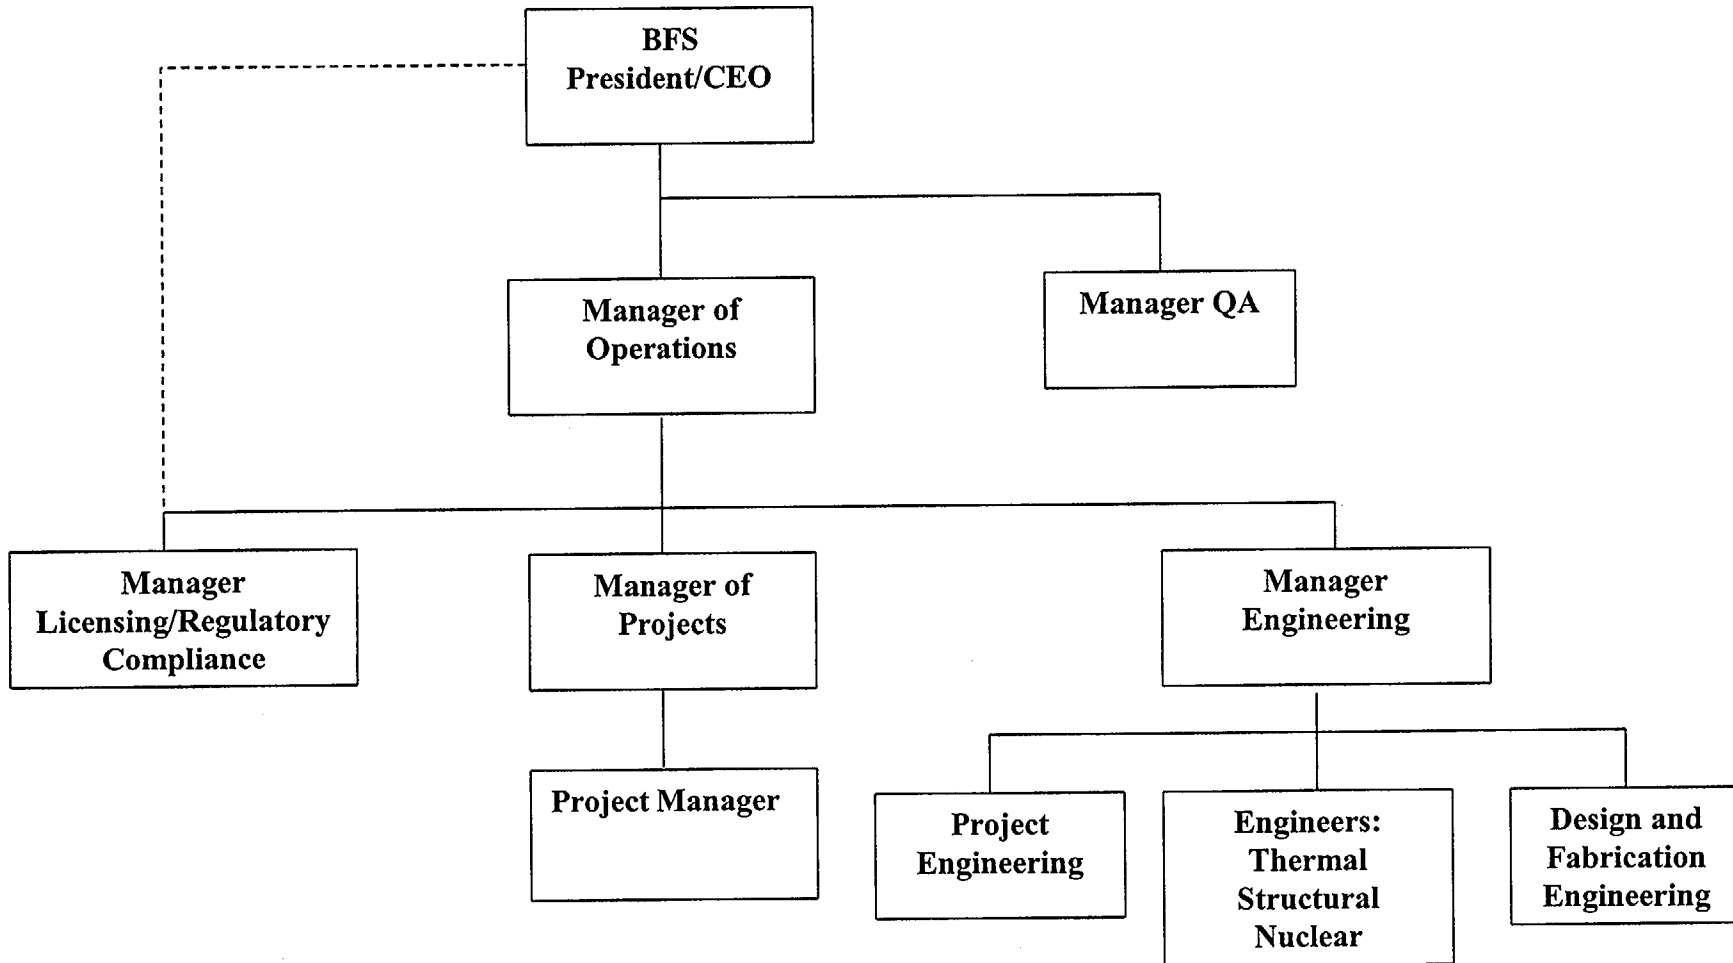 BFS
President/CEO
Manager of
Operations
Manager QA
Manager
Licensing/Regulatory
Compliance
Manager of
Projects
Manager
Engineering
Project Manager
Project
Engineering
Engineers:
Thermal
Structural
Nuclear
Design and
Fabrication
Engineering